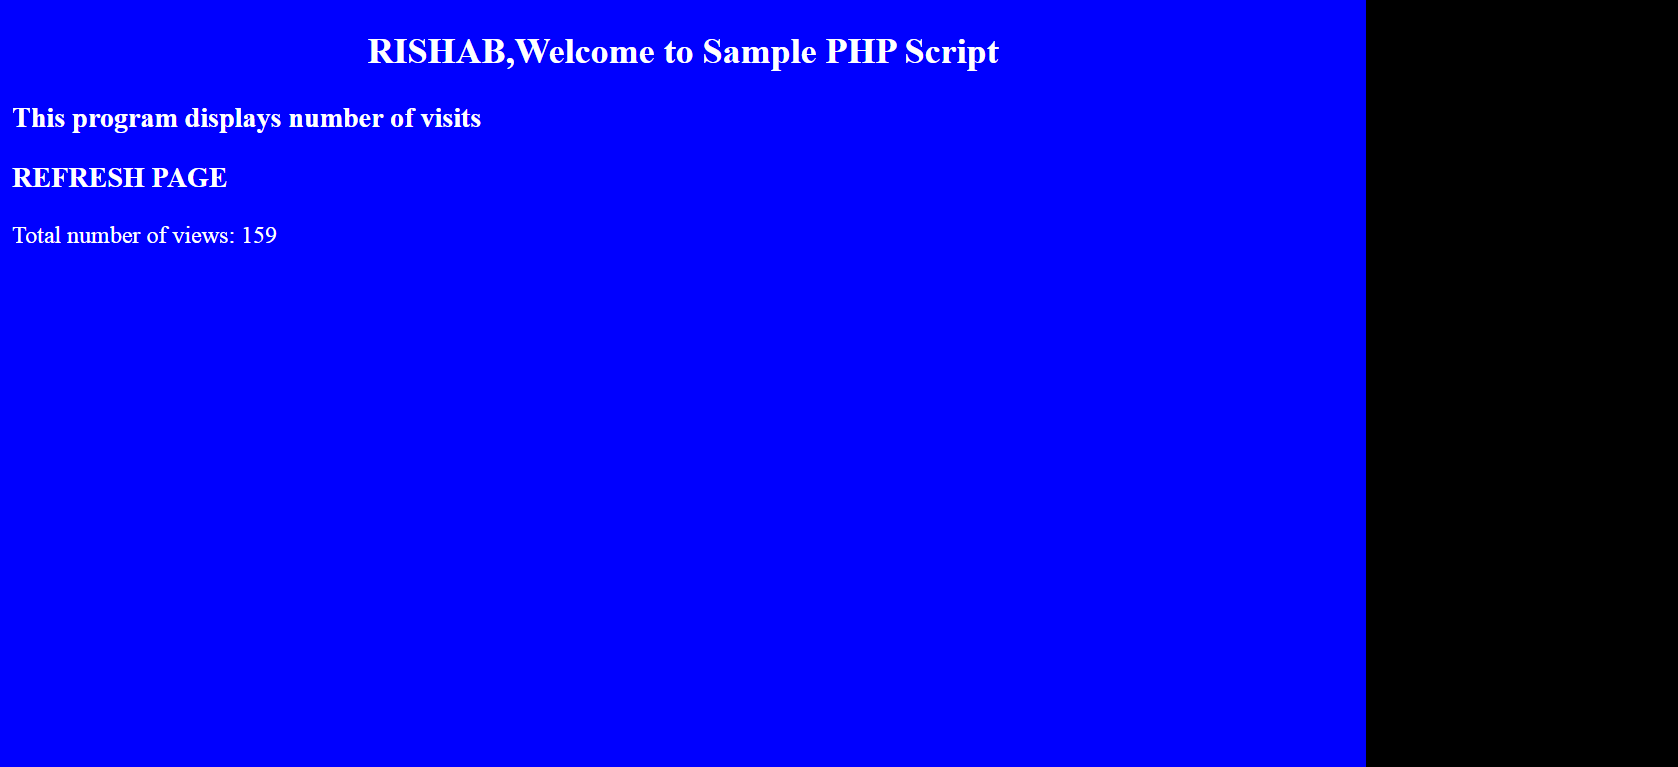 RISHAB,Welcome to Sample PHP Script
This program displays number of visits
REFRESH PAGE
Total number of views: 159